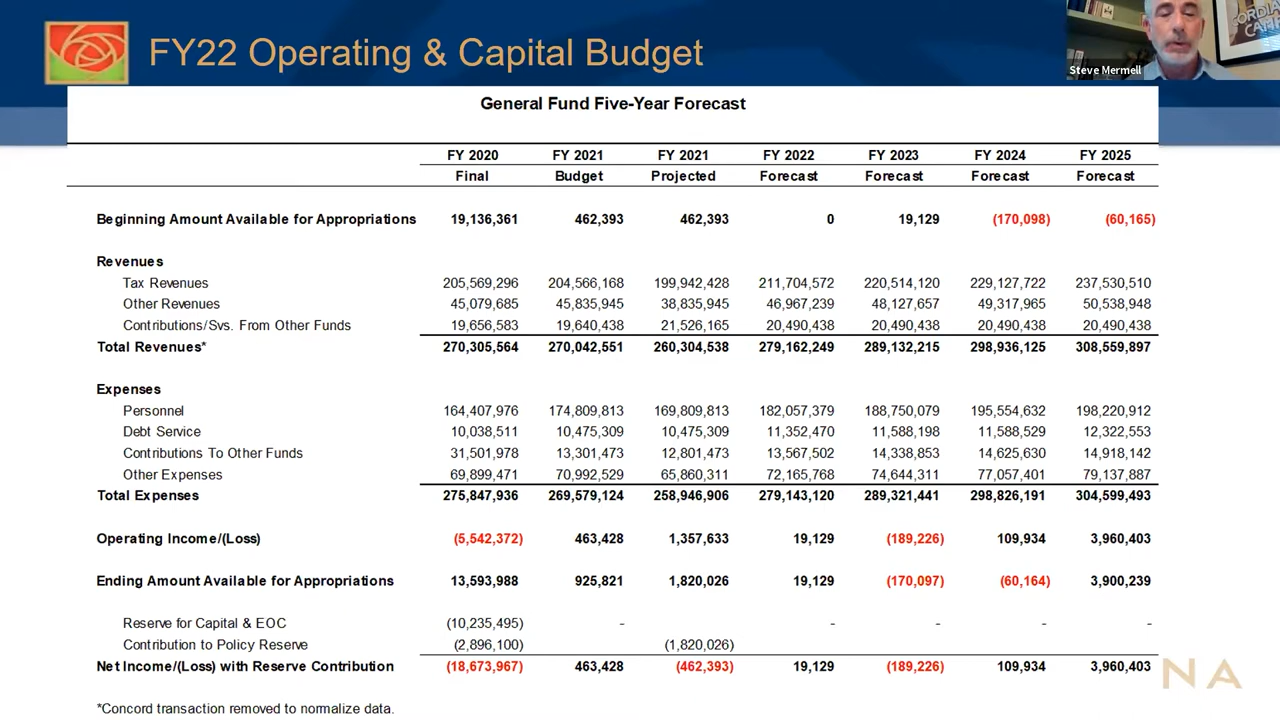 FY22 Operating & Capital Budget
Steve Mermell
General Fund Five-Year Forecast
FY 2020 FY 2021 FY 2021 FY 2022 FY 2023 FY 2024 FY 2025
Final Budget Projected Forecast Forecast Forecast Forecast
Beginning Amount Available for Appropriations 19,136,361 462,393 462,393 0 19,129 (170,098) (60,165)
Revenues
Tax Revenues 205,569,296 204,566,168 199,942,428 211,704,572 220,514,120 229,127,722 237,530,510
Other Revenues 45,079,685 45,835,945 38,835,945 46,967,239 48,127,657 49,317,965 50,538,948
Contributions/Svs. From Other Funds 19,656,583 19,640,438 21,526,165 20,490,438 20,490,438 20,490,438 20,490,438
Total Revenues* 270,305,564 270,042,551 260,304,538 279,162,249 289,132,215 298,936,125 308,559,897
Expenses
Personnel 164,407,976 174,809,813 169,809,813 182,057,379 188,750,079 195,554,632 198,220,912
Debt Service 10,038,511 10,475,309 10,475,309 11,352,470 11,588,198 11,588,529 12,322,553
Contributions To Other Funds 31,501,978 13,301,473 12,801,473 13,567,502 14,338,853 14,625,630 14,918,142
Other Expenses 69,899,471 70,992,529 65,860,311 72,165,768 74,644,311 77,057,401 79,137,887
Total Expenses 275,847,936 269,579,124 258,946,906 279,143,120 289,321,441 298,826,191 304,599,493
Operating Income/(Loss) (5,542,372) 463,428 1,357,633 19,129 (189,226) 109,934 3,960,403
Ending Amount Available for Appropriations 13,593,988 925,821 1,820,026 19,129 (170,097) (60,164) 3,900,239
Reserve for Capital & EOC (10,235,495) - - - - -
Contribution to Policy Reserve (2,896,100) (1,820,026)
Net Income/(Loss) with Reserve Contribution (18,673,967) 463,428 (462,393) 19,129 (189,226) 109,934 3,960,403
*Concord transaction removed to normalize data.
NA